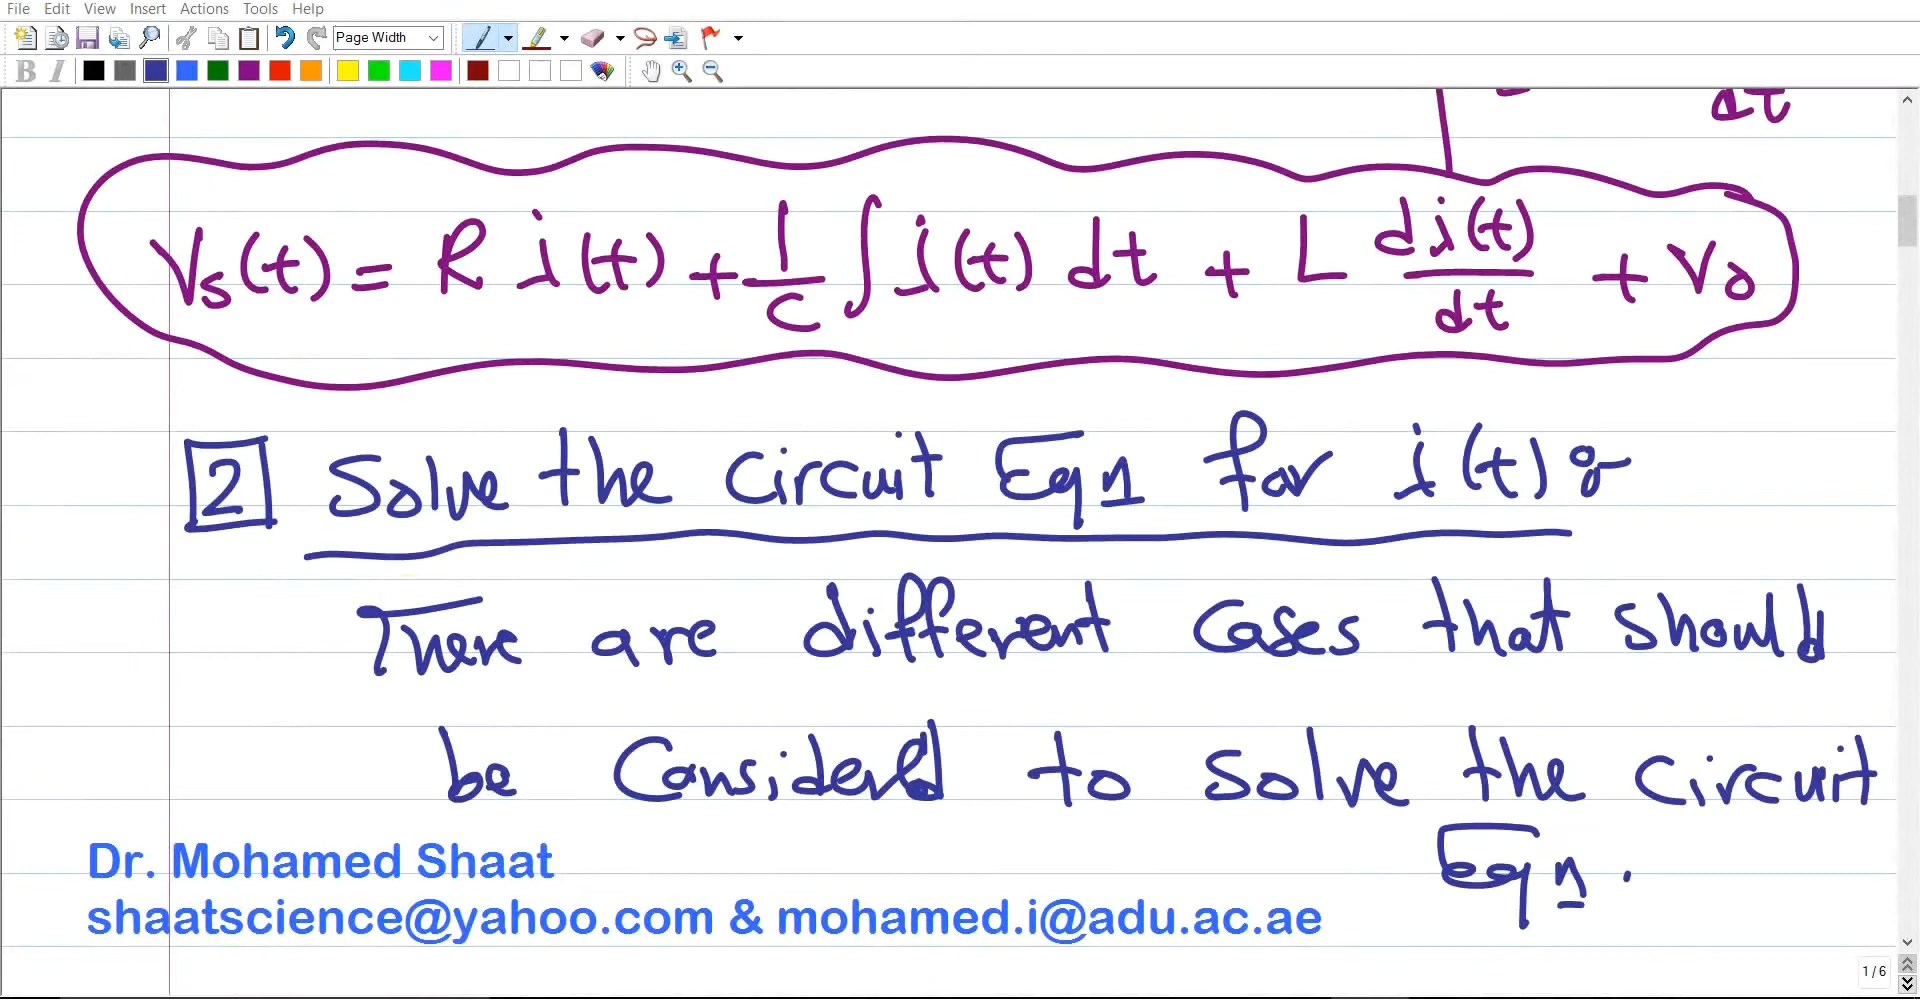 File Edit View Insert Actions Tools Help
Page Width
B I
dt
Vs(t) = R i(t) + 1/C ∫ i(t) dt + L di(t)/dt + V0
2 Solve the circuit Eqn for i(t) :-
There are different cases that should
be Considered to solve the circuit
Eqn.
Dr. Mohamed Shaat
shaatscience@yahoo.com & mohamed.i@adu.ac.ae
1 / 6